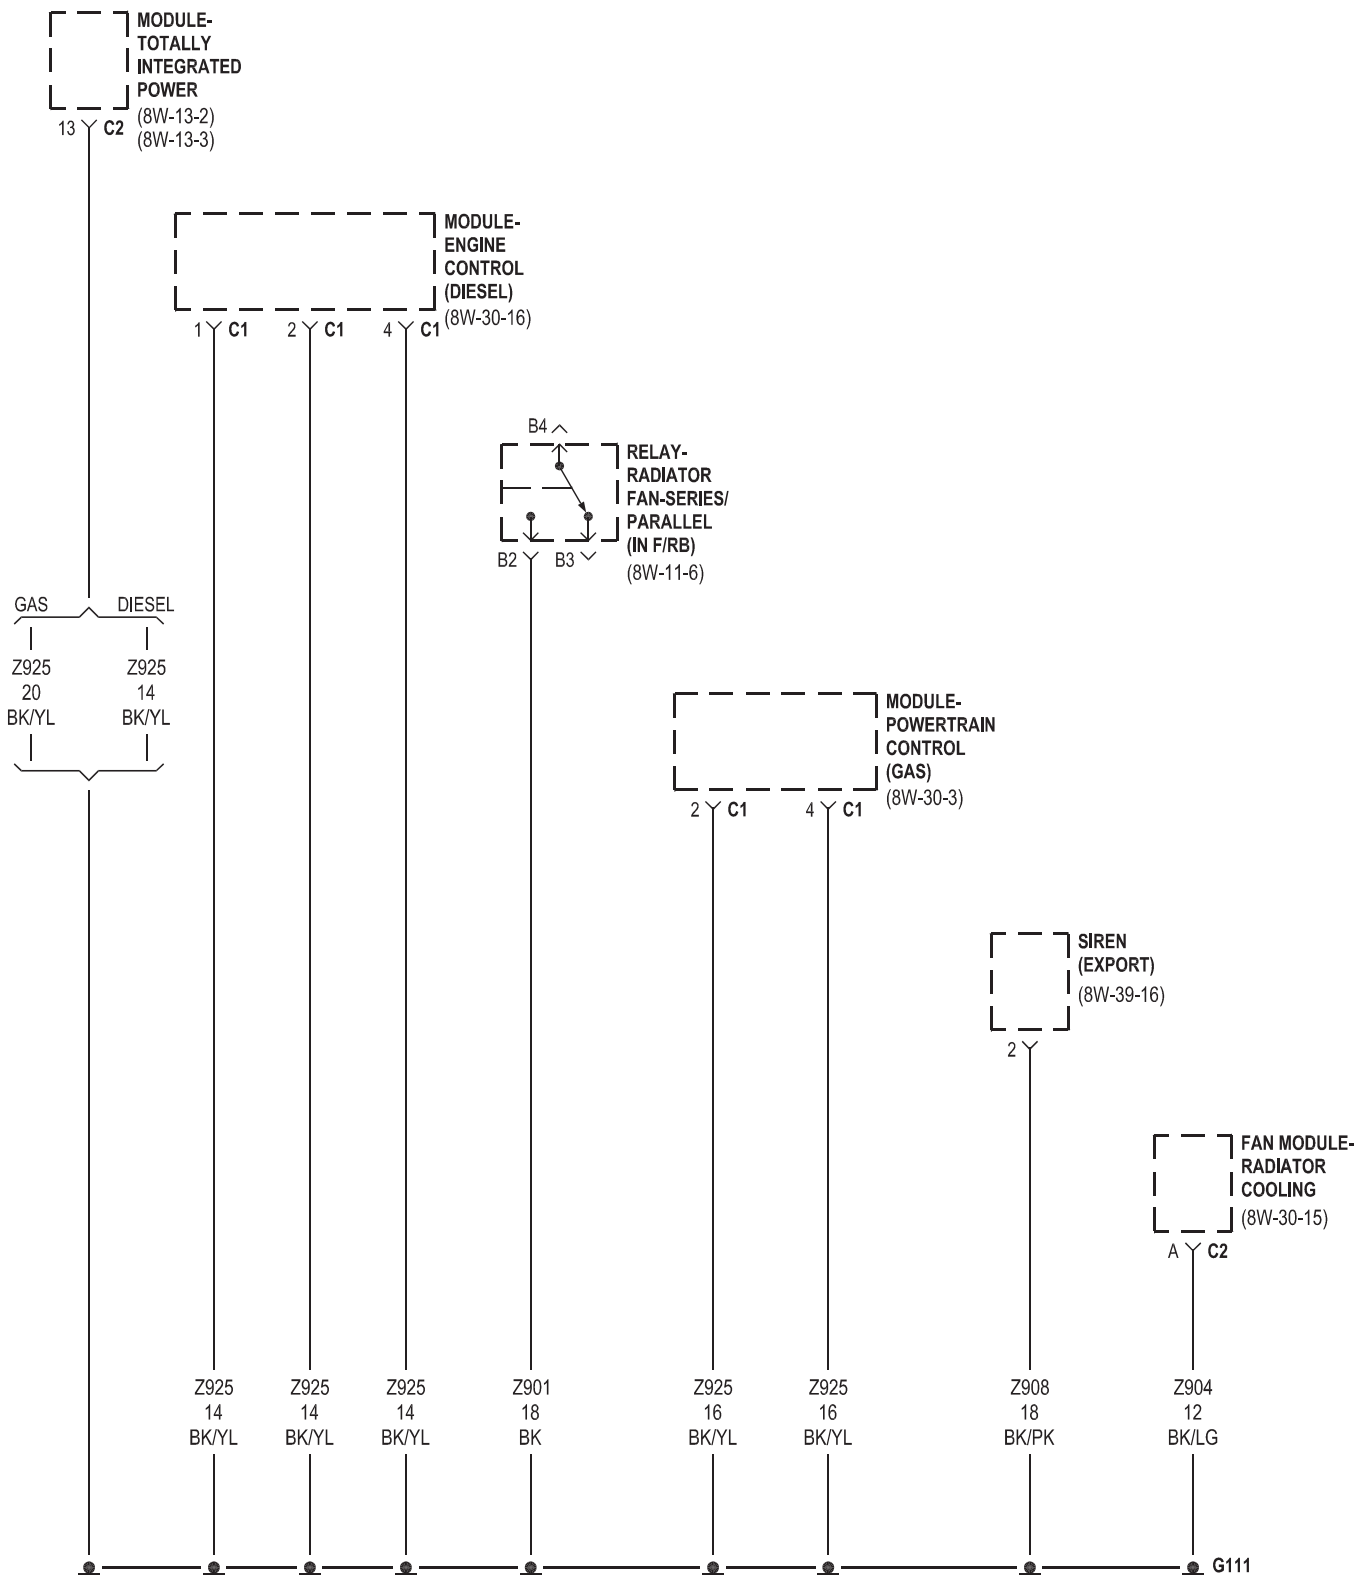 MODULE-
TOTALLY
INTEGRATED
POWER
(8W-13-2)
(8W-13-3)
13 C2
MODULE-
ENGINE
CONTROL
(DIESEL)
(8W-30-16)
1 C1 2 C1 4 C1
B4
RELAY-
RADIATOR
FAN-SERIES/
PARALLEL
(IN F/RB)
(8W-11-6)
B2 B3
GAS DIESEL
Z925 Z925
20 14
BK/YL BK/YL
MODULE-
POWERTRAIN
CONTROL
(GAS)
(8W-30-3)
2 C1 4 C1
SIREN
(EXPORT)
(8W-39-16)
2
FAN MODULE-
RADIATOR
COOLING
(8W-30-15)
A C2
Z925 Z925 Z925 Z901 Z925 Z925 Z908 Z904
14 14 14 18 16 16 18 12
BK/YL BK/YL BK/YL BK BK/YL BK/YL BK/PK BK/LG
G111